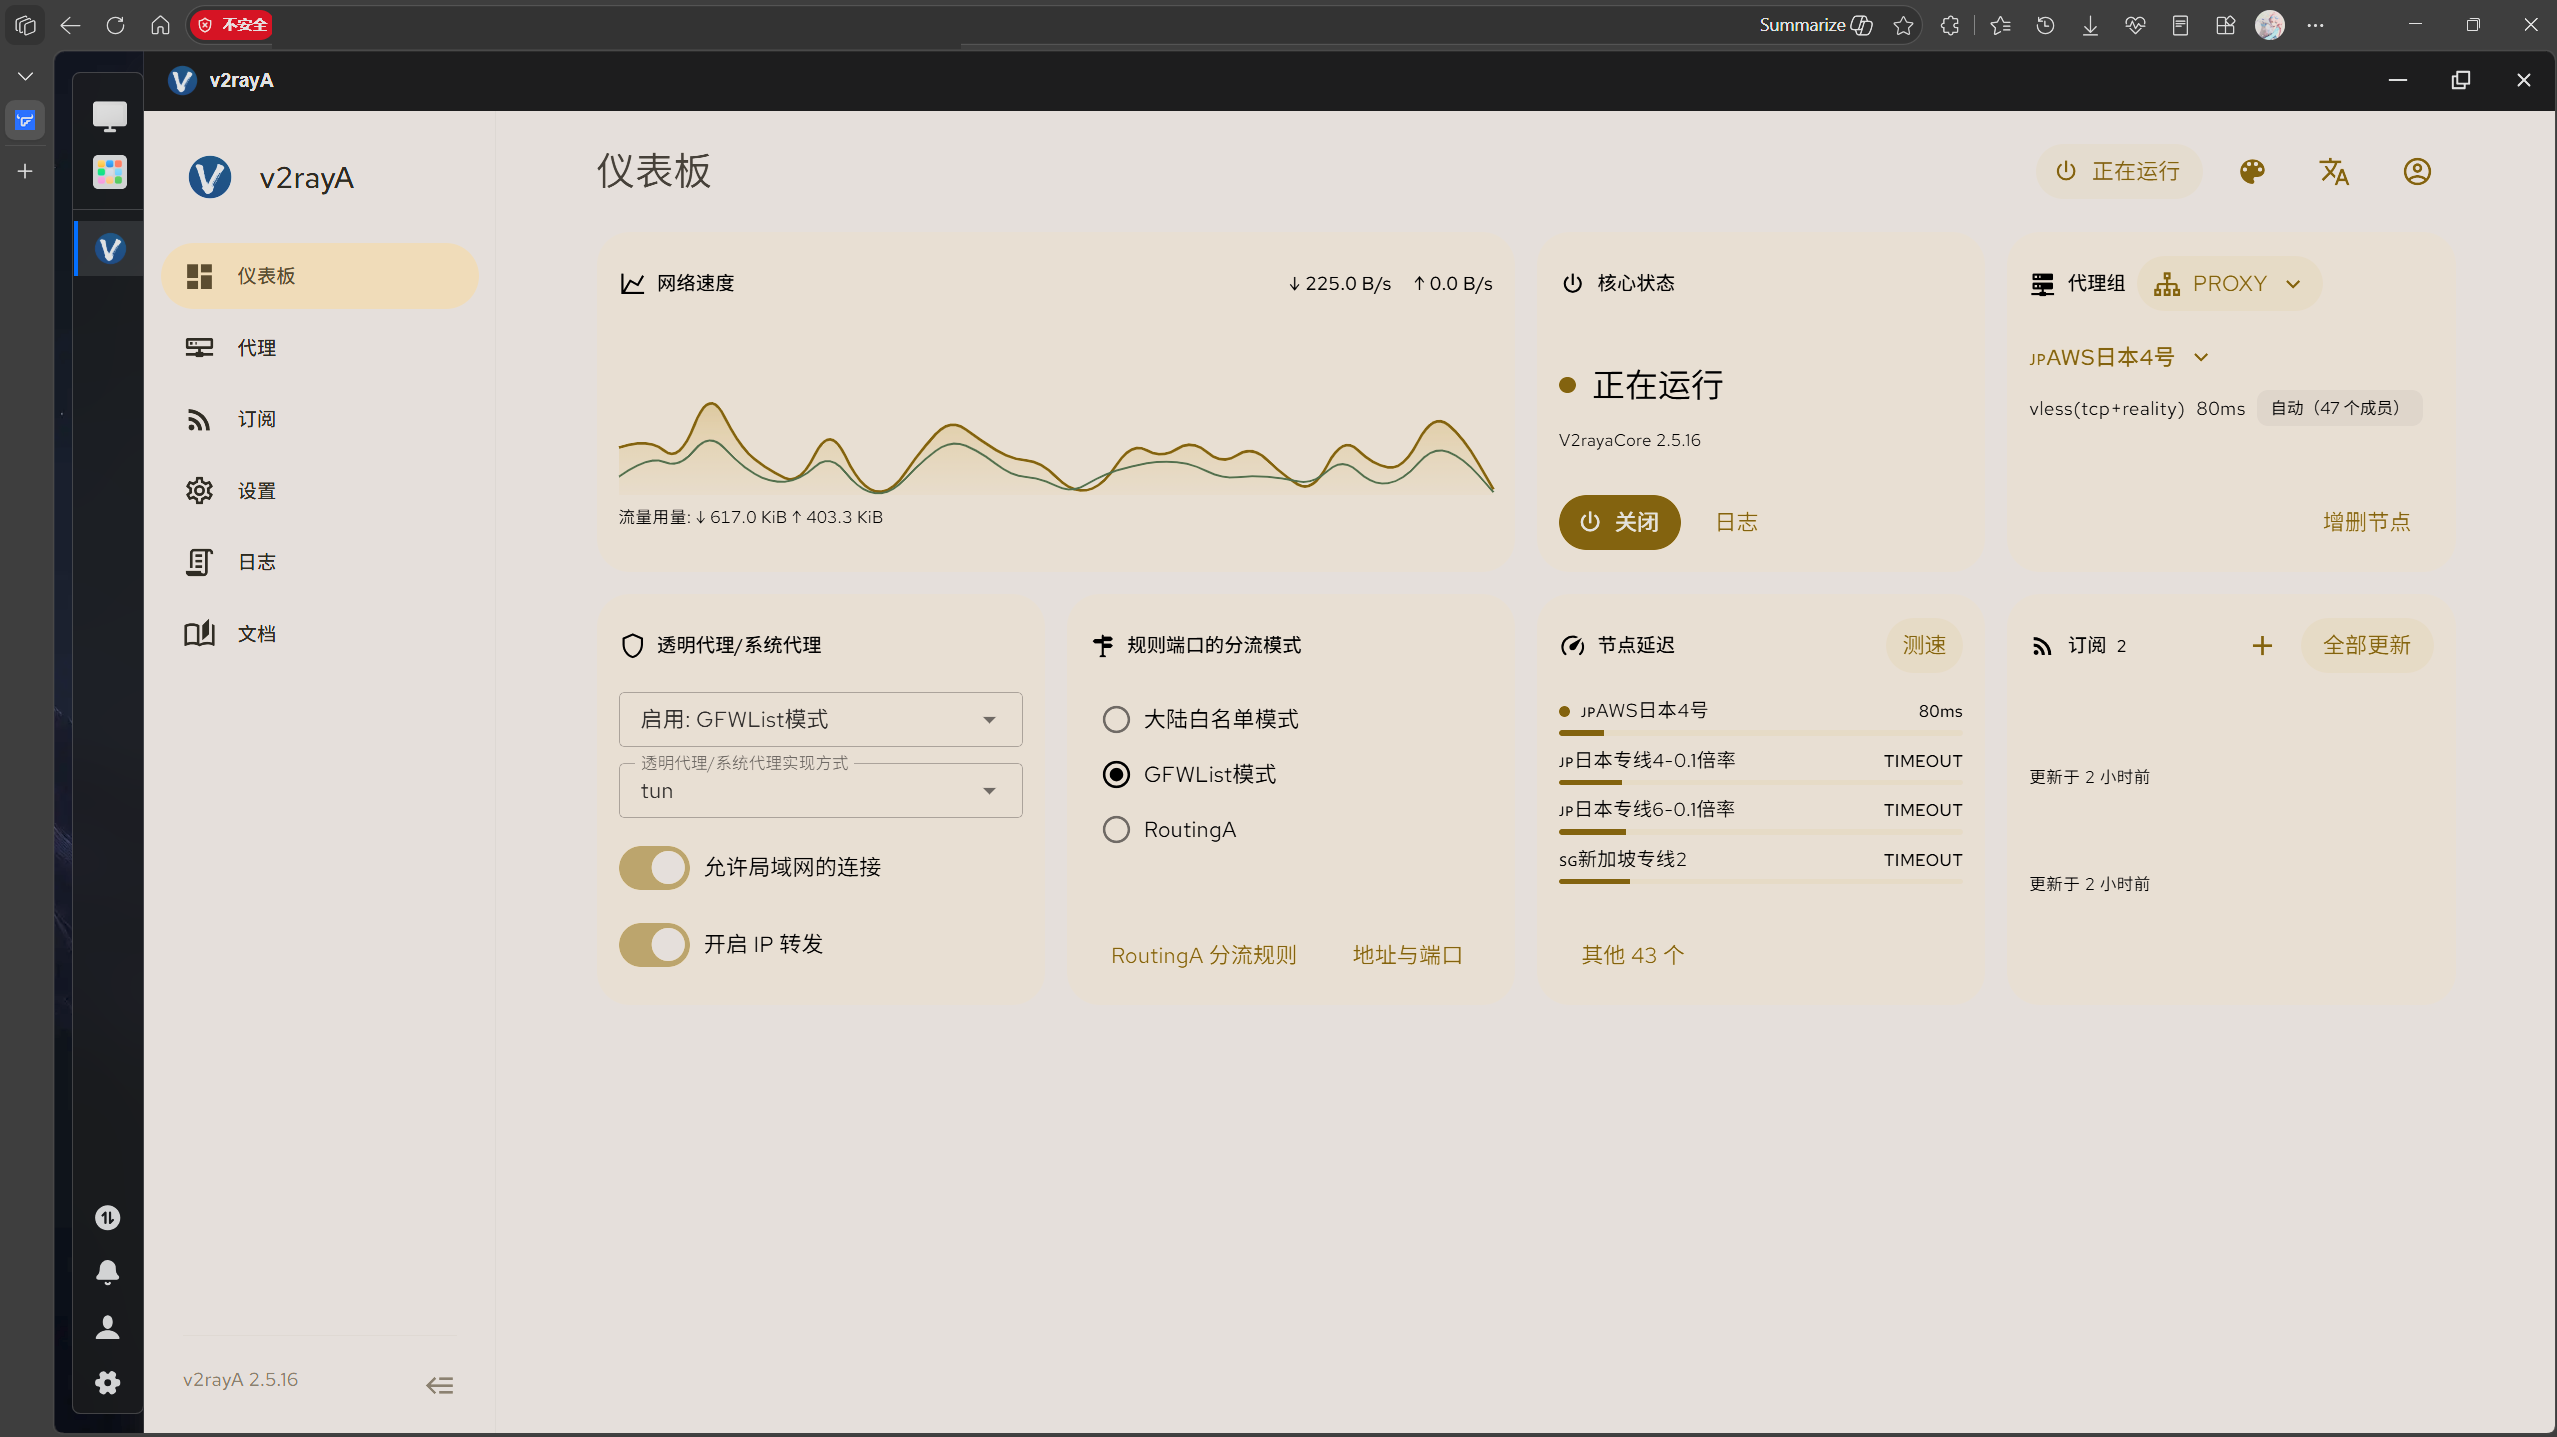 不安全
Summarize
v2rayA
v2rayA
仪表板
代理
订阅
设置
日志
文档
v2rayA 2.5.16
仪表板
正在运行
网络速度
↓ 225.0 B/s ↑ 0.0 B/s
流量用量: ↓ 617.0 KiB ↑ 403.3 KiB
核心状态
正在运行
V2rayaCore 2.5.16
关闭
日志
代理组
PROXY
JPAWS日本4号
vless(tcp+reality) 80ms 自动（47 个成员）
增删节点
透明代理/系统代理
启用: GFWList模式
透明代理/系统代理实现方式
tun
允许局域网的连接
开启 IP 转发
规则端口的分流模式
大陆白名单模式
GFWList模式
RoutingA
RoutingA 分流规则
地址与端口
节点延迟
测速
JPAWS日本4号 80ms
JP日本专线4-0.1倍率 TIMEOUT
JP日本专线6-0.1倍率 TIMEOUT
SG新加坡专线2 TIMEOUT
其他 43 个
订阅 2
全部更新
更新于 2 小时前
更新于 2 小时前